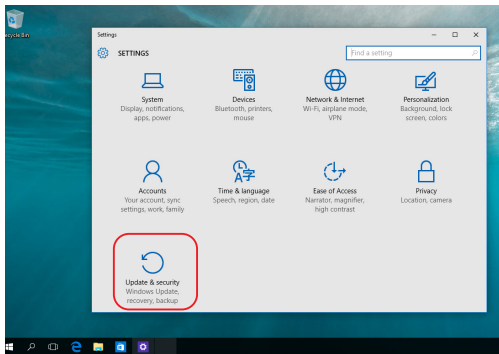 Recycle Bin
Settings
SETTINGS
Find a setting
System
Display, notifications,
apps, power
Devices
Bluetooth, printers,
mouse
Network & Internet
Wi-Fi, airplane mode,
VPN
Personalization
Background, lock
screen, colors
Accounts
Your account, sync
settings, work, family
Time & language
Speech, region, date
Ease of Access
Narrator, magnifier,
high contrast
Privacy
Location, camera
Update & security
Windows Update,
recovery, backup